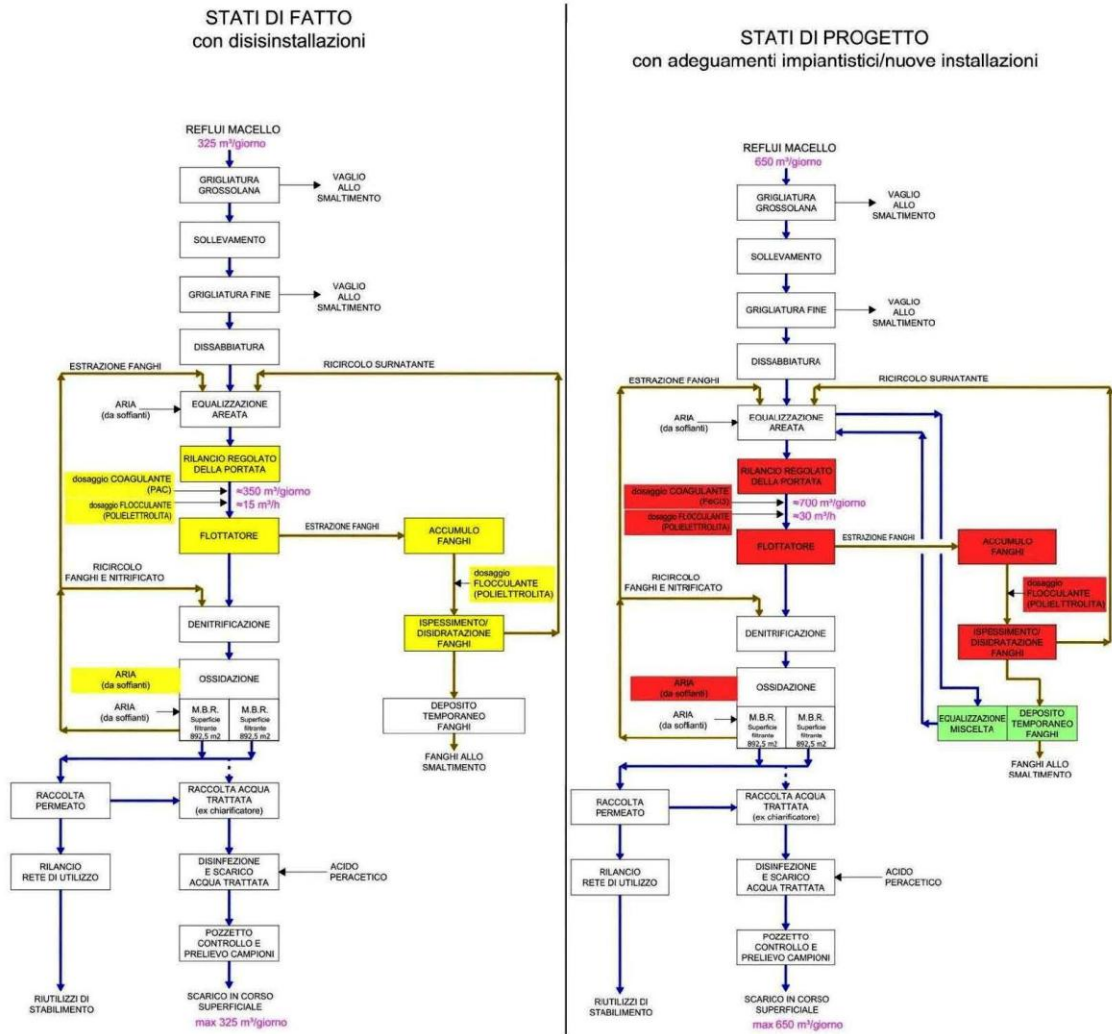 STATI DI FATTO
con disisinstallazioni
REFLUI MACELLO
325 m³/giorno
GRIGLIATURA
GROSSOLANA
VAGLIO
ALLO
SMALTIMENTO
SOLLEVAMENTO
GRIGLIATURA FINE
VAGLIO
ALLO
SMALTIMENTO
DISSABBIATURA
ESTRAZIONE FANGHI
RICIRCOLO SURNATANTE
ARIA
(da soffianti)
EQUALIZZAZIONE
AREATA
RILANCIO REGOLATO
DELLA PORTATA
dosaggio COAGULANTE
(PAC)
dosaggio FLOCCULANTE
(POLIELETTROLITA)
≈350 m³/giorno
≈15 m³/h
FLOTTATORE
ESTRAZIONE FANGHI
ACCUMULO
FANGHI
RICIRCOLO
FANGHI E NITRIFICATO
dosaggio
FLOCCULANTE
(POLIELTTROLITA)
DENITRIFICAZIONE
ISPESSIMENTO/
DISIDRATAZIONE
FANGHI
ARIA
(da soffianti)
OSSIDAZIONE
ARIA
(da soffianti)
M.B.R.
Superficie
filtrante
892,5 m2
M.B.R.
Superficie
filtrante
892,5 m2
DEPOSITO
TEMPORANEO
FANGHI
FANGHI ALLO
SMALTIMENTO
RACCOLTA
PERMEATO
RACCOLTA ACQUA
TRATTATA
(ex chiarificatore)
RILANCIO
RETE DI UTILIZZO
DISINFEZIONE
E SCARICO
ACQUA TRATTATA
ACIDO
PERACETICO
POZZETTO
CONTROLLO E
PRELIEVO CAMPIONI
RIUTILIZZI DI
STABILIMENTO
SCARICO IN CORSO
SUPERFICIALE
max 325 m³/giorno
STATI DI PROGETTO
con adeguamenti impiantistici/nuove installazioni
REFLUI MACELLO
650 m³/giorno
GRIGLIATURA
GROSSOLANA
VAGLIO
ALLO
SMALTIMENTO
SOLLEVAMENTO
GRIGLIATURA FINE
VAGLIO
ALLO
SMALTIMENTO
DISSABBIATURA
ESTRAZIONE FANGHI
RICIRCOLO SURNATANTE
ARIA
(da soffianti)
EQUALIZZAZIONE
AREATA
RILANCIO REGOLATO
DELLA PORTATA
dosaggio COAGULANTE
dosaggio FLOCCULANTE
(POLIELETTROLITA)
≈700 m³/giorno
≈30 m³/h
FLOTTATORE
ESTRAZIONE FANGHI
ACCUMULO
FANGHI
RICIRCOLO
FANGHI E NITRIFICATO
dosaggio
FLOCCULANTE
(POLIELTTROLITA)
DENITRIFICAZIONE
ISPESSIMENTO/
DISIDRATAZIONE
FANGHI
ARIA
(da soffianti)
OSSIDAZIONE
ARIA
(da soffianti)
M.B.R.
Superficie
filtrante
892,5 m2
M.B.R.
Superficie
filtrante
892,5 m2
EQUALIZZAZIONE
MISCELTA
DEPOSITO
TEMPORANEO
FANGHI
FANGHI ALLO
SMALTIMENTO
RACCOLTA
PERMEATO
RACCOLTA ACQUA
TRATTATA
(ex chiarificatore)
RILANCIO
RETE DI UTILIZZO
DISINFEZIONE
E SCARICO
ACQUA TRATTATA
ACIDO
PERACETICO
POZZETTO
CONTROLLO E
PRELIEVO CAMPIONI
RIUTILIZZI DI
STABILIMENTO
SCARICO IN CORSO
SUPERFICIALE
max 650 m³/giorno